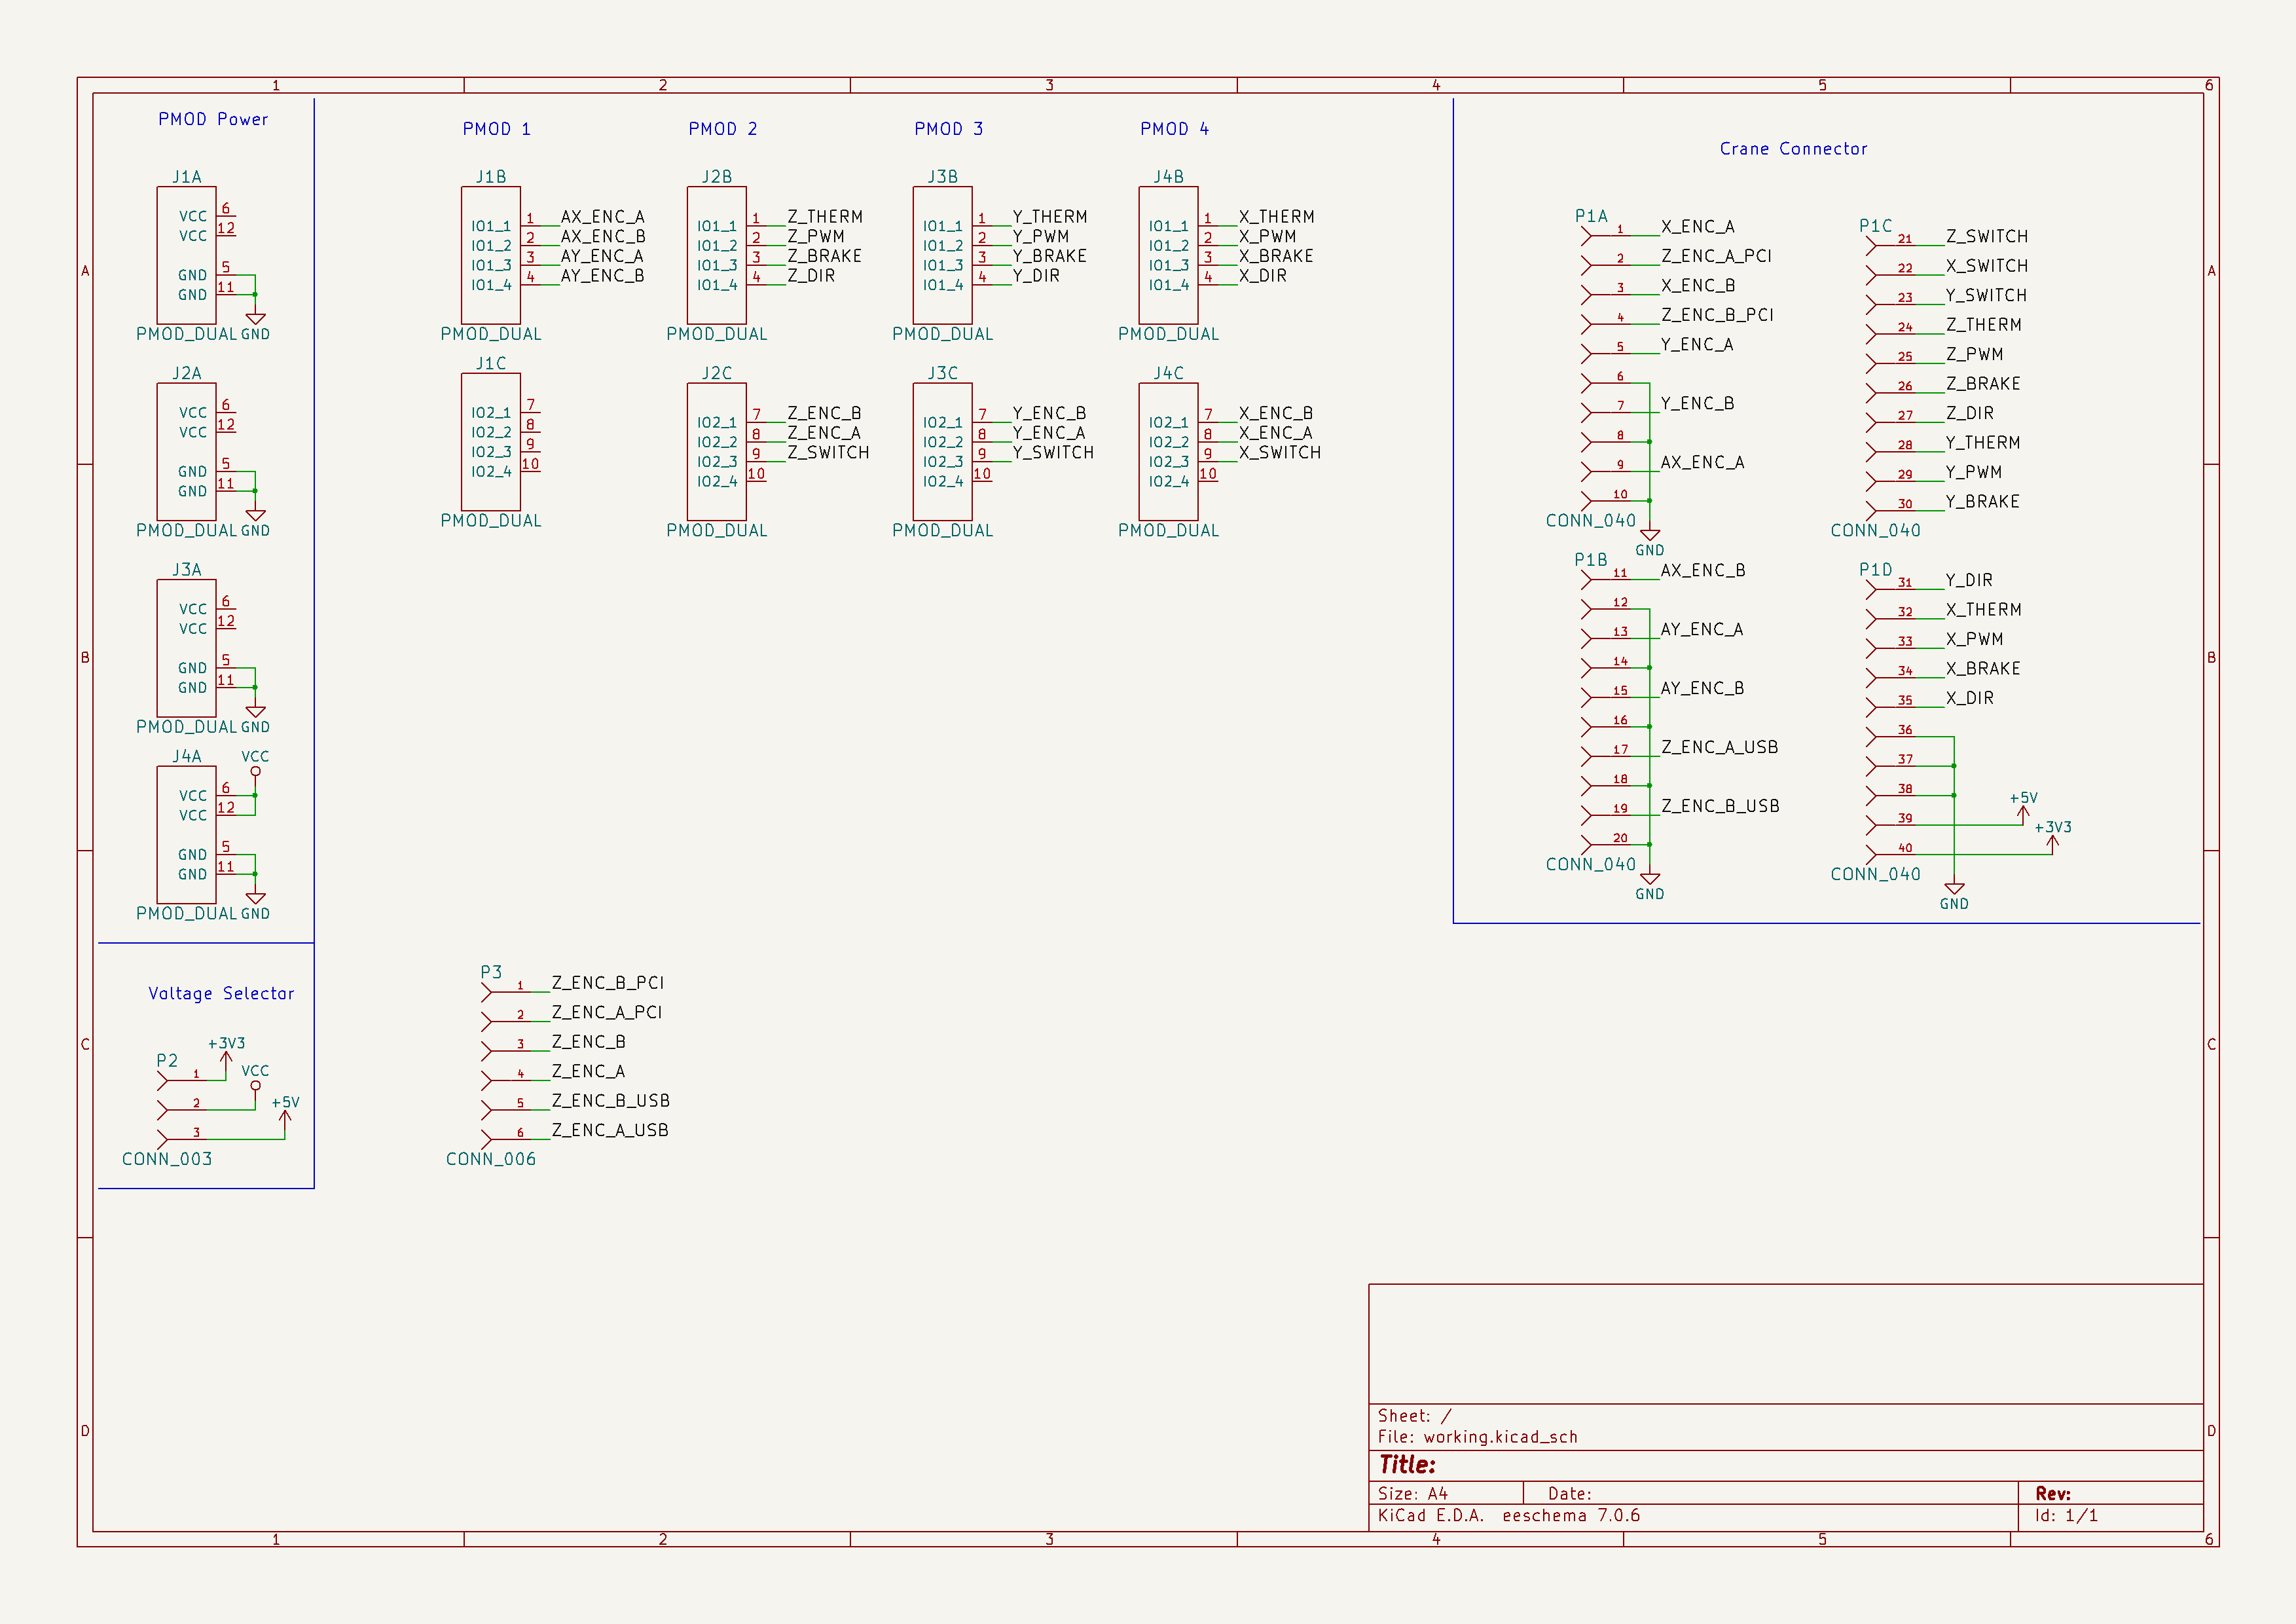 1 2 3 4 5 6
A
B
C
D
PMOD Power
J1A
VCC 6
VCC 12
GND 5
GND 11
PMOD_DUAL GND
J2A
VCC 6
VCC 12
GND 5
GND 11
PMOD_DUAL GND
J3A
VCC 6
VCC 12
GND 5
GND 11
PMOD_DUAL GND
J4A VCC
VCC 6
VCC 12
GND 5
GND 11
PMOD_DUAL GND
Voltage Selector
P2
1 +3V3
2 VCC
3 +5V
CONN_003
PMOD 1
J1B
IO1_1 1 AX_ENC_A
IO1_2 2 AX_ENC_B
IO1_3 3 AY_ENC_A
IO1_4 4 AY_ENC_B
PMOD_DUAL
J1C
IO2_1 7
IO2_2 8
IO2_3 9
IO2_4 10
PMOD_DUAL
PMOD 2
J2B
IO1_1 1 Z_THERM
IO1_2 2 Z_PWM
IO1_3 3 Z_BRAKE
IO1_4 4 Z_DIR
PMOD_DUAL
J2C
IO2_1 7 Z_ENC_B
IO2_2 8 Z_ENC_A
IO2_3 9 Z_SWITCH
IO2_4 10
PMOD_DUAL
PMOD 3
J3B
IO1_1 1 Y_THERM
IO1_2 2 Y_PWM
IO1_3 3 Y_BRAKE
IO1_4 4 Y_DIR
PMOD_DUAL
J3C
IO2_1 7 Y_ENC_B
IO2_2 8 Y_ENC_A
IO2_3 9 Y_SWITCH
IO2_4 10
PMOD_DUAL
PMOD 4
J4B
IO1_1 1 X_THERM
IO1_2 2 X_PWM
IO1_3 3 X_BRAKE
IO1_4 4 X_DIR
PMOD_DUAL
J4C
IO2_1 7 X_ENC_B
IO2_2 8 X_ENC_A
IO2_3 9 X_SWITCH
IO2_4 10
PMOD_DUAL
P3
1 Z_ENC_B_PCI
2 Z_ENC_A_PCI
3 Z_ENC_B
4 Z_ENC_A
5 Z_ENC_B_USB
6 Z_ENC_A_USB
CONN_006
Crane Connector
P1A
1 X_ENC_A
2 Z_ENC_A_PCI
3 X_ENC_B
4 Z_ENC_B_PCI
5 Y_ENC_A
6
7 Y_ENC_B
8
9 AX_ENC_A
10
CONN_040
GND
P1B
11 AX_ENC_B
12
13 AY_ENC_A
14
15 AY_ENC_B
16
17 Z_ENC_A_USB
18
19 Z_ENC_B_USB
20
CONN_040
GND
P1C
21 Z_SWITCH
22 X_SWITCH
23 Y_SWITCH
24 Z_THERM
25 Z_PWM
26 Z_BRAKE
27 Z_DIR
28 Y_THERM
29 Y_PWM
30 Y_BRAKE
CONN_040
P1D
31 Y_DIR
32 X_THERM
33 X_PWM
34 X_BRAKE
35 X_DIR
36
37
38
39 +5V
40 +3V3
CONN_040
GND
A
B
C
D
Sheet: /
File: working.kicad_sch
Title:
Size: A4 Date: Rev:
KiCad E.D.A. eeschema 7.0.6 Id: 1/1
1 2 3 4 5 6